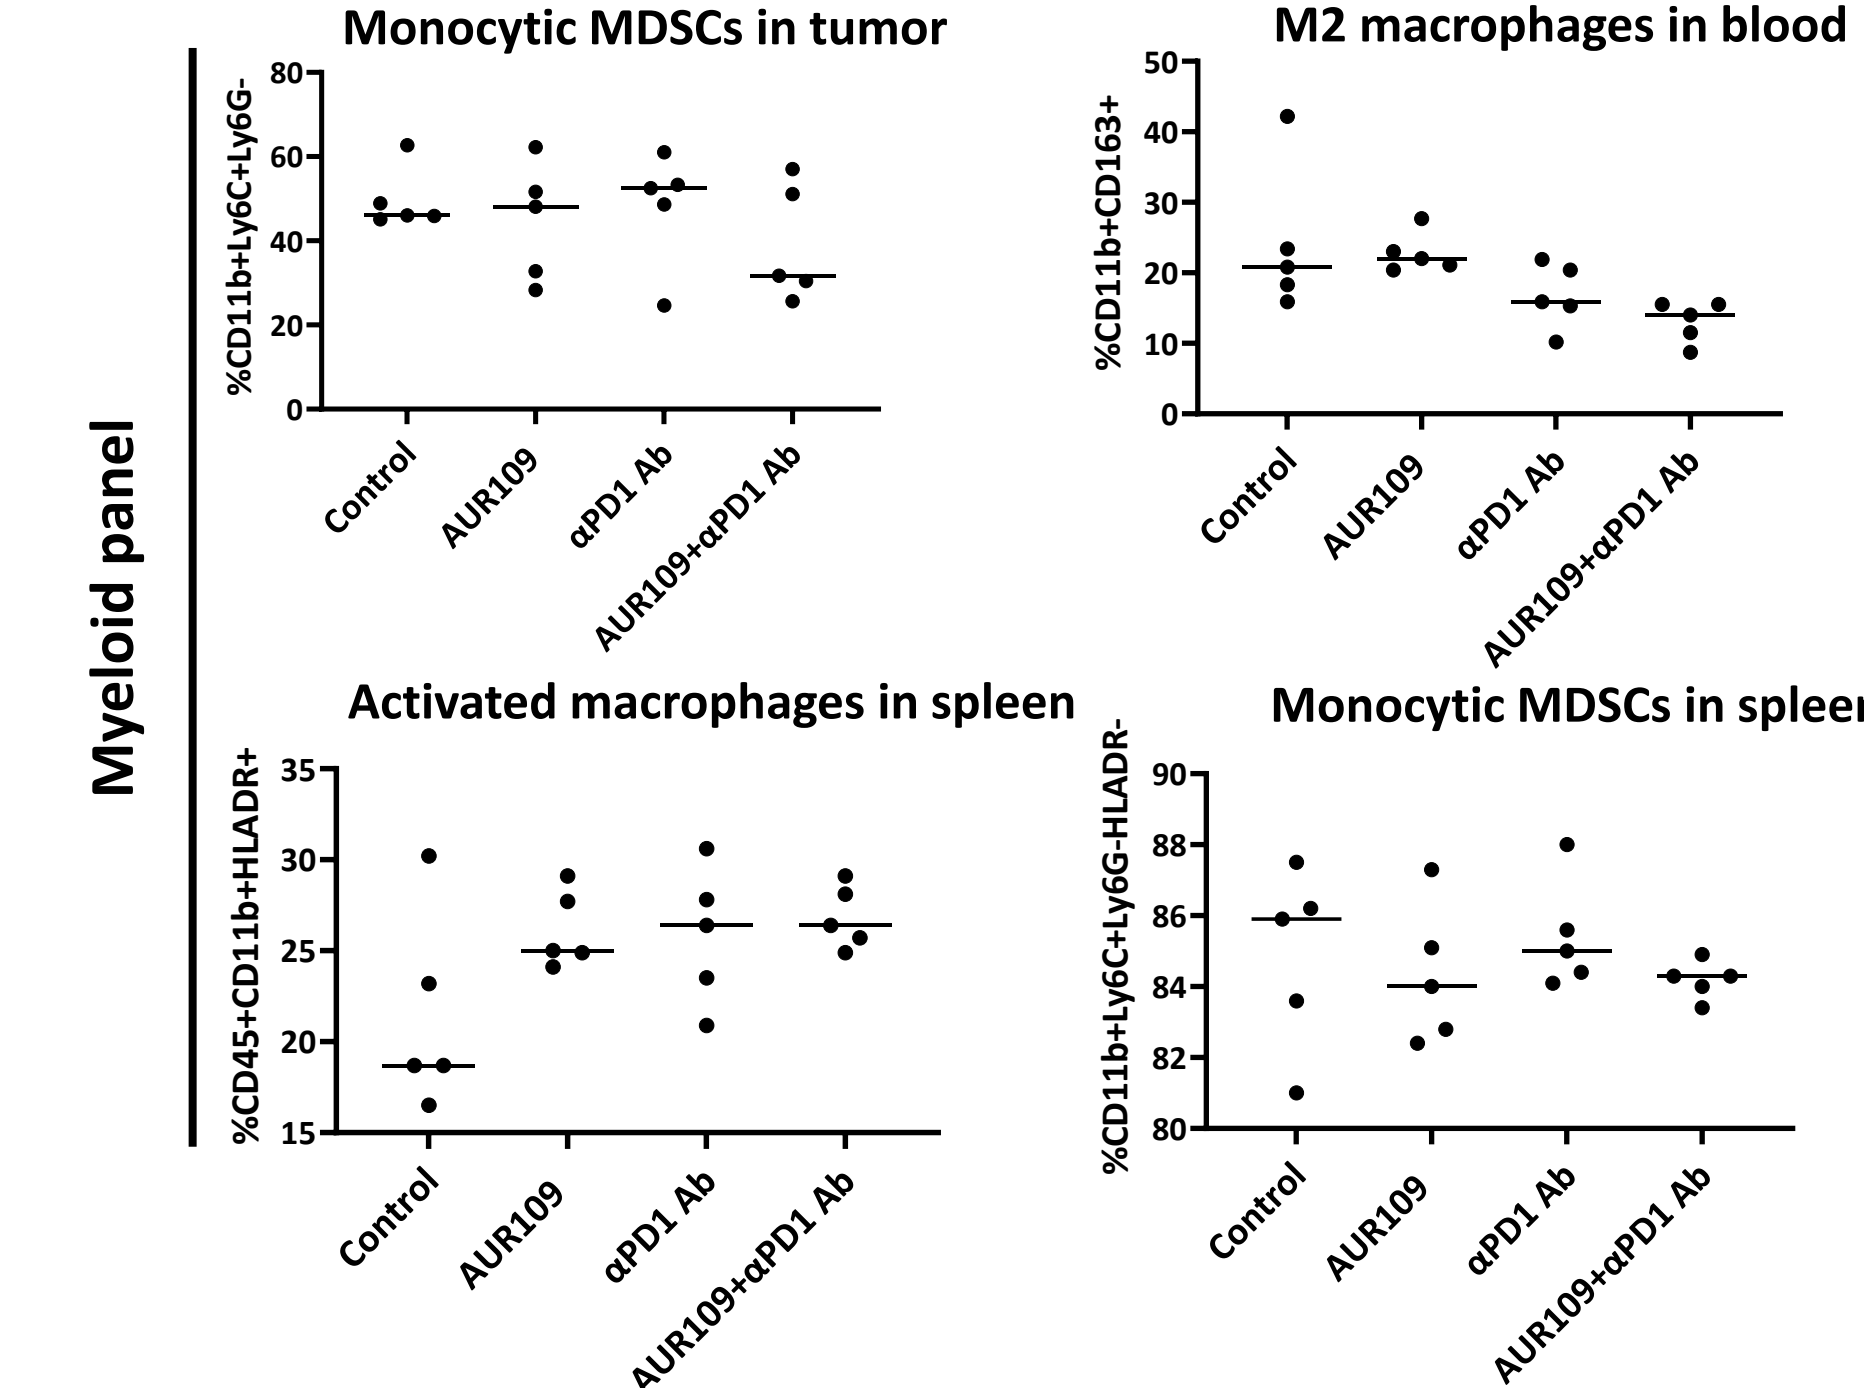 Myeloid panel
Monocytic MDSCs in tumor
%CD11b+Ly6C+Ly6G-
80
60
40
20
0
Control
AUR109
αPD1 Ab
AUR109+αPD1 Ab
M2 macrophages in blood
%CD11b+CD163+
50
40
30
20
10
0
Control
AUR109
αPD1 Ab
AUR109+αPD1 Ab
Activated macrophages in spleen
%CD45+CD11b+HLADR+
35
30
25
20
15
Control
AUR109
αPD1 Ab
AUR109+αPD1 Ab
Monocytic MDSCs in spleen
%CD11b+Ly6C+Ly6G-HLADR-
90
88
86
84
82
80
Control
AUR109
αPD1 Ab
AUR109+αPD1 Ab